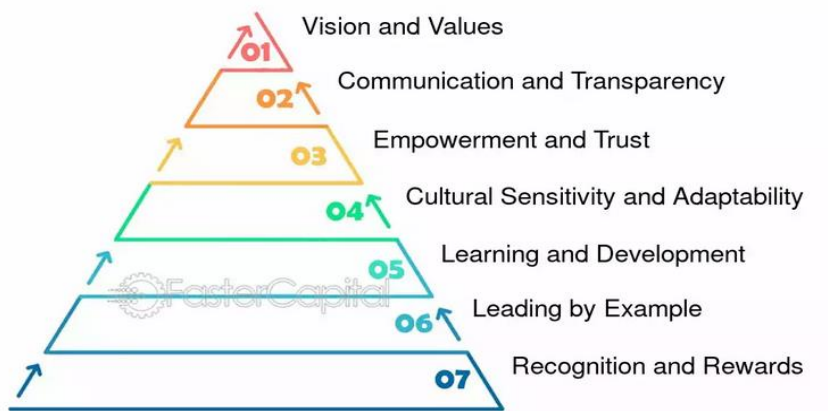 01 Vision and Values
02 Communication and Transparency
03 Empowerment and Trust
04 Cultural Sensitivity and Adaptability
05 Learning and Development
FasterCapital
06 Leading by Example
07 Recognition and Rewards